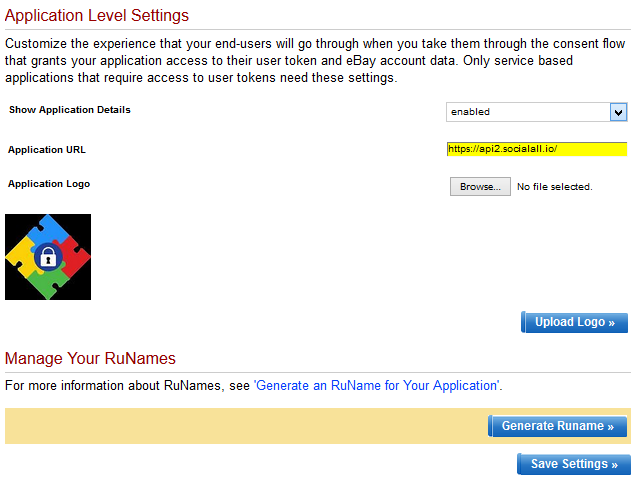 Application Level Settings
Customize the experience that your end-users will go through when you take them through the consent flow
that grants your application access to their user token and eBay account data. Only service based
applications that require access to user tokens need these settings.
Show Application Details
enabled
Application URL
https://api2.socialall.io/
Application Logo
Browse... No file selected.
Upload Logo »
Manage Your RuNames
For more information about RuNames, see 'Generate an RuName for Your Application'.
Generate Runame »
Save Settings »